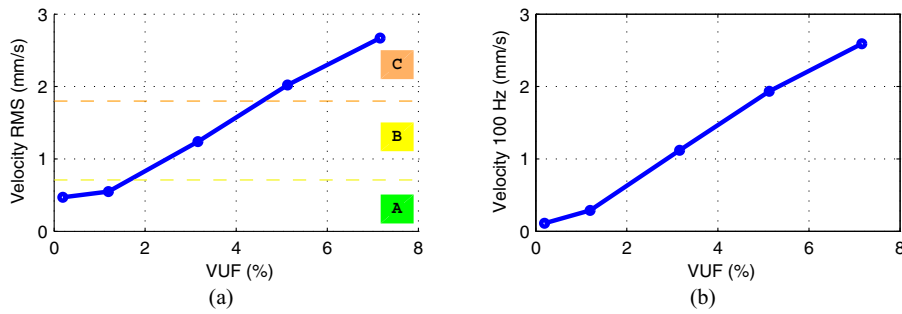 3
2
1
0
Velocity RMS (mm/s)
C
B
A
0 2 4 6 8
VUF (%)
(a)
3
2
1
0
Velocity 100 Hz (mm/s)
0 2 4 6 8
VUF (%)
(b)